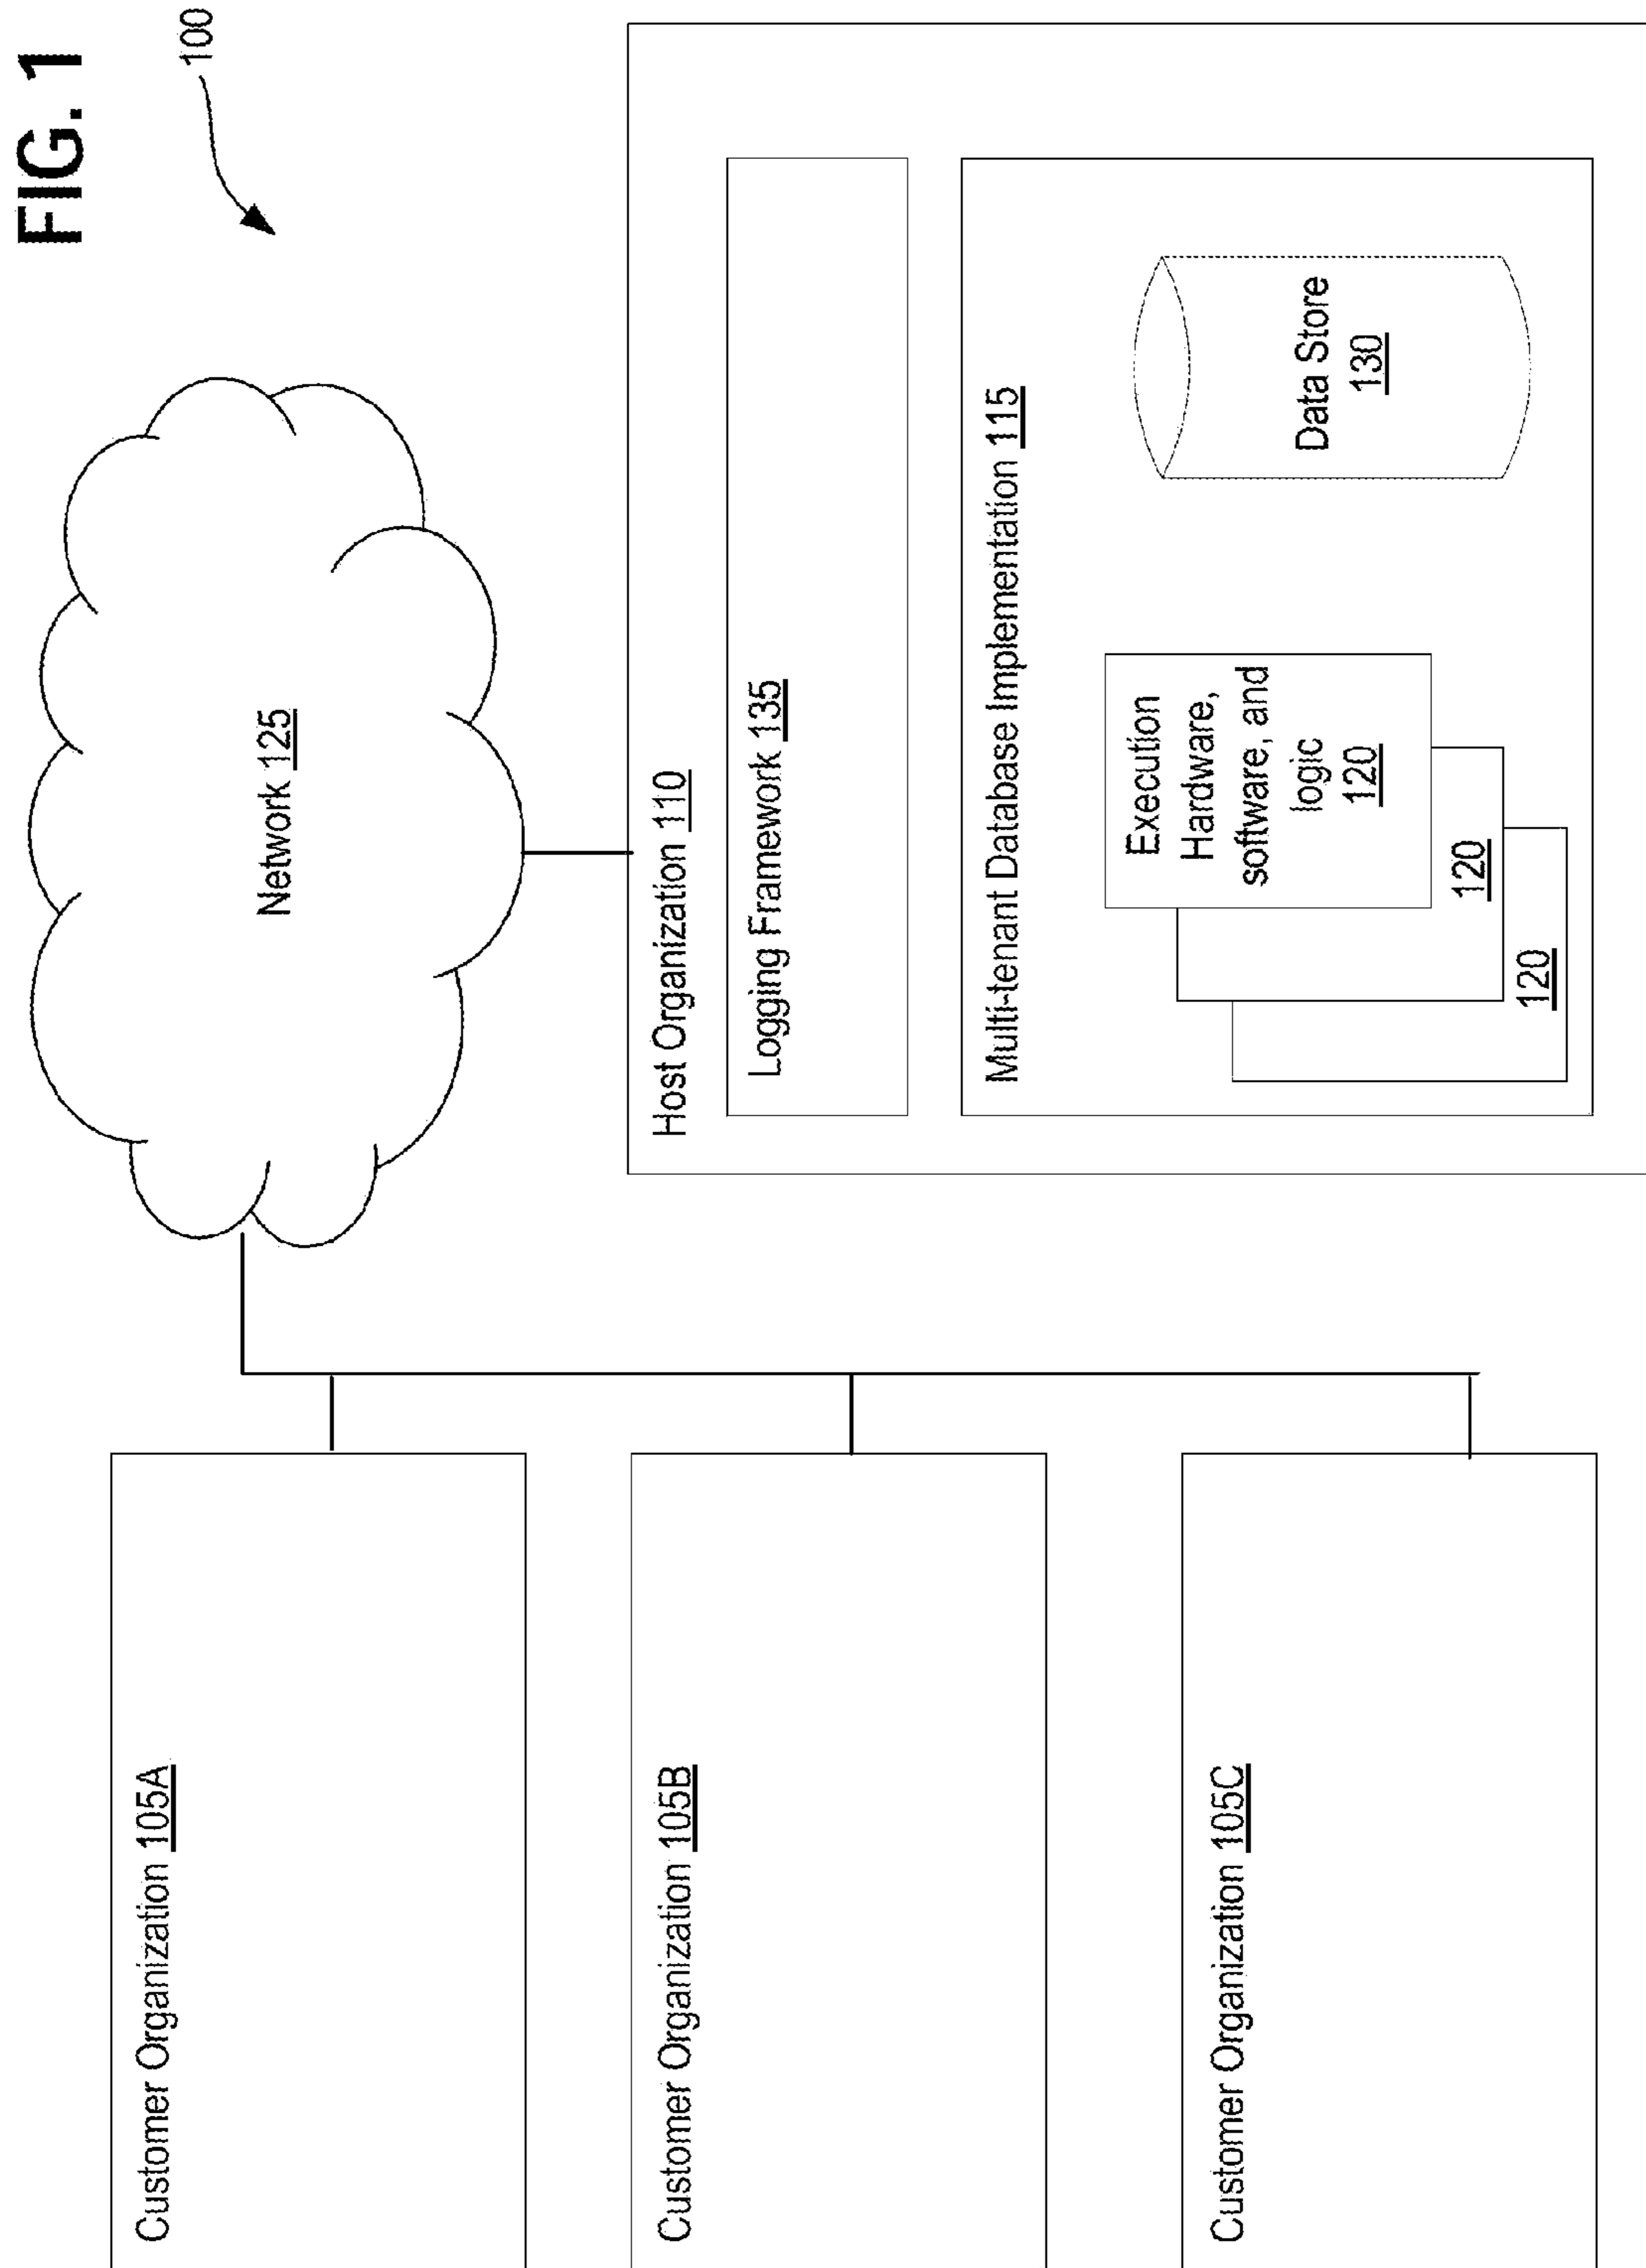 FIG. 1
100
Network 125
Customer Organization 105A
Customer Organization 105B
Customer Organization 105C
Host Organization 110
Logging Framework 135
Multi-tenant Database Implementation 115
Execution
Hardware,
software, and
logic
120
120
120
Data Store
130